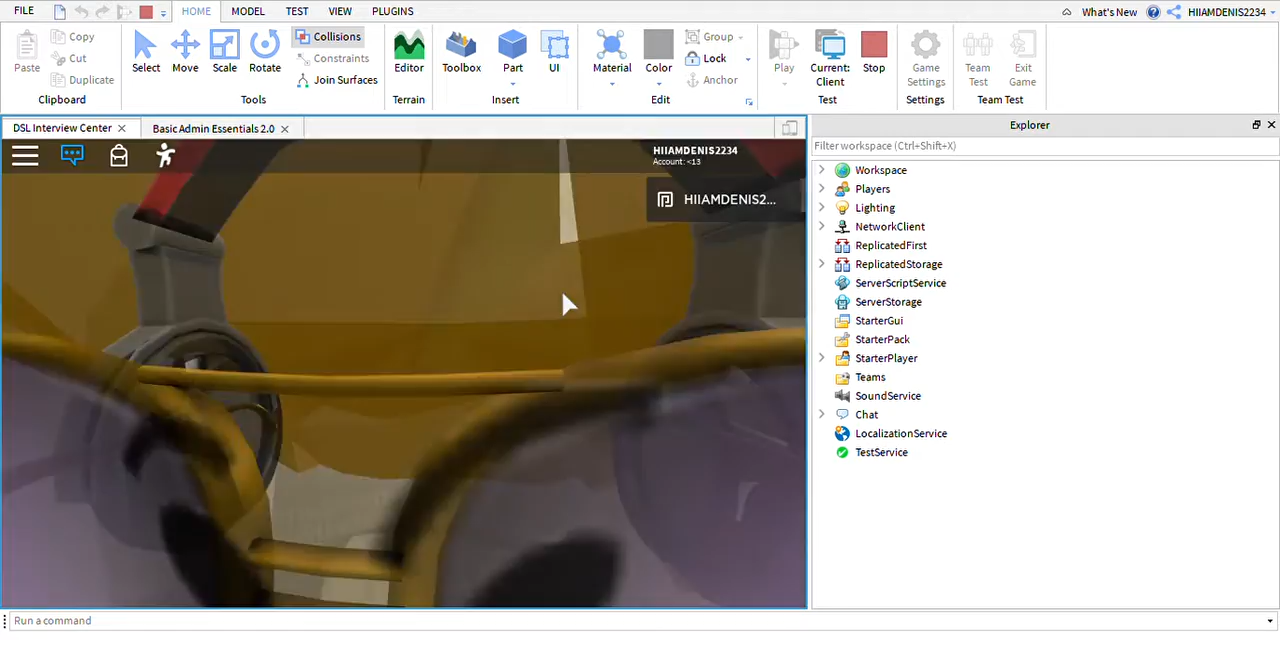 FILE HOME MODEL TEST VIEW PLUGINS What's New HIIAMDENIS2234
Paste Copy Cut Duplicate
Clipboard
Select Move Scale Rotate Collisions Constraints Join Surfaces
Tools
Editor
Terrain
Toolbox Part UI
Insert
Material Color Group Lock Anchor
Edit
Play Current: Client Stop
Test
Game Settings
Settings
Team Test Exit Game
Team Test
DSL Interview Center Basic Admin Essentials 2.0
HIIAMDENIS2234
Account: <13
HIIAMDENIS2...
Explorer
Filter workspace (Ctrl+Shift+X)
Workspace
Players
Lighting
NetworkClient
ReplicatedFirst
ReplicatedStorage
ServerScriptService
ServerStorage
StarterGui
StarterPack
StarterPlayer
Teams
SoundService
Chat
LocalizationService
TestService
Run a command